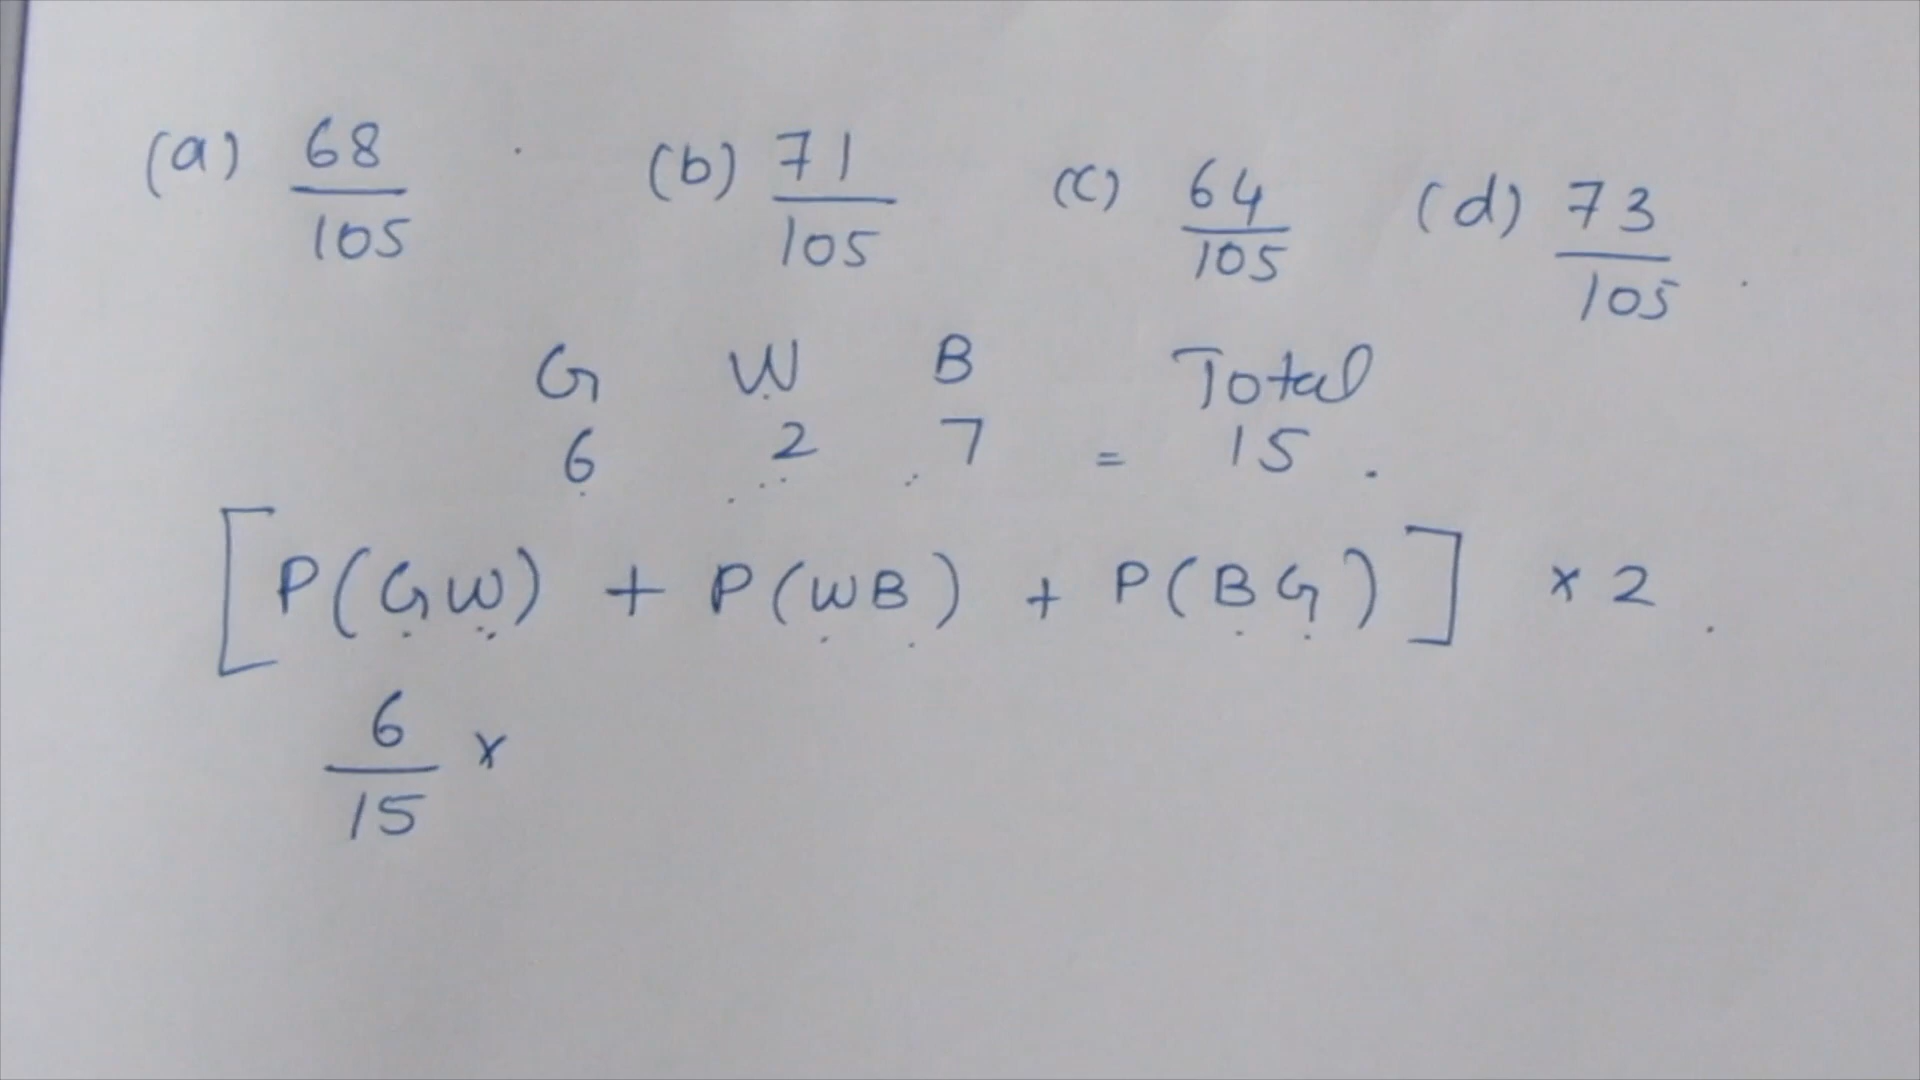 (a) 68/105 (b) 71/105 (c) 64/105 (d) 73/105
G W B Total
6 2 7 = 15.
[P(GW) + P(WB) + P(BG)] × 2.
6/15 ×